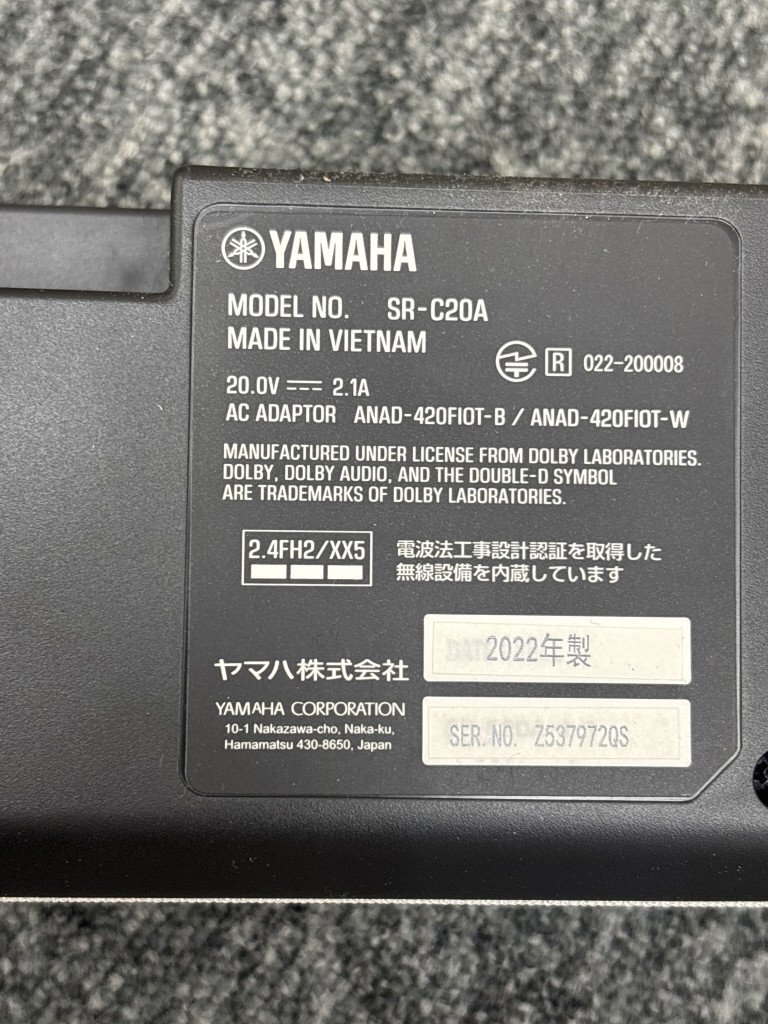 YAMAHA
MODEL NO. SR-C20A
MADE IN VIETNAM
R 022-200008
20.0V ⎓ 2.1A
AC ADAPTOR ANAD-420FIOT-B / ANAD-420FIOT-W
MANUFACTURED UNDER LICENSE FROM DOLBY LABORATORIES.
DOLBY, DOLBY AUDIO, AND THE DOUBLE-D SYMBOL
ARE TRADEMARKS OF DOLBY LABORATORIES.
2.4FH2/XX5
電波法工事設計認証を取得した
無線設備を内蔵しています
2022年製
ヤマハ株式会社
YAMAHA CORPORATION
10-1 Nakazawa-cho, Naka-ku,
Hamamatsu 430-8650, Japan
SER. NO. Z537972QS